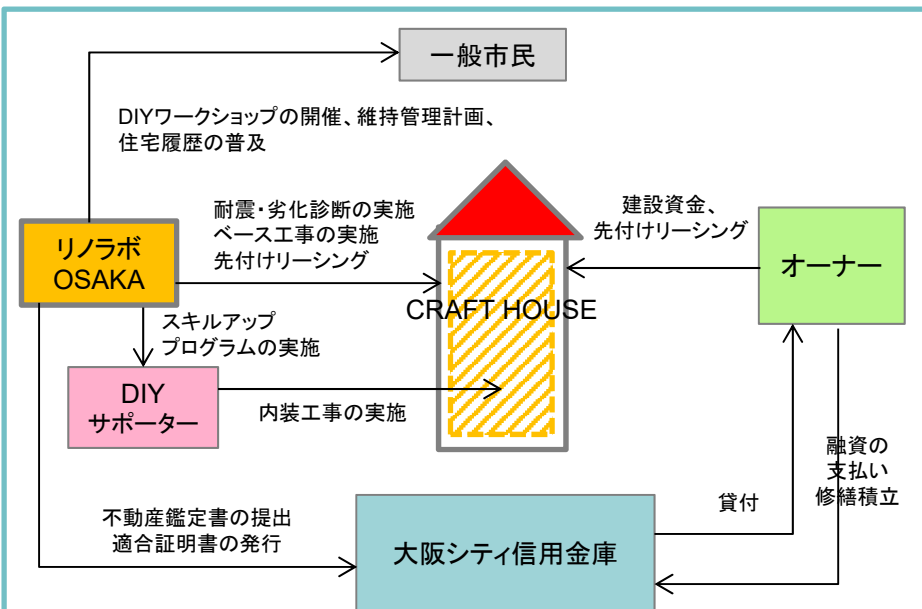 一般市民
DIYワークショップの開催、維持管理計画、
住宅履歴の普及
耐震・劣化診断の実施
ベース工事の実施
先付けリーシング
建設資金、
先付けリーシング
リノラボ
OSAKA
オーナー
CRAFT HOUSE
スキルアップ
プログラムの実施
DIY
サポーター
内装工事の実施
融資の
支払い
修繕積立
貸付
不動産鑑定書の提出
適合証明書の発行
大阪シティ信用金庫